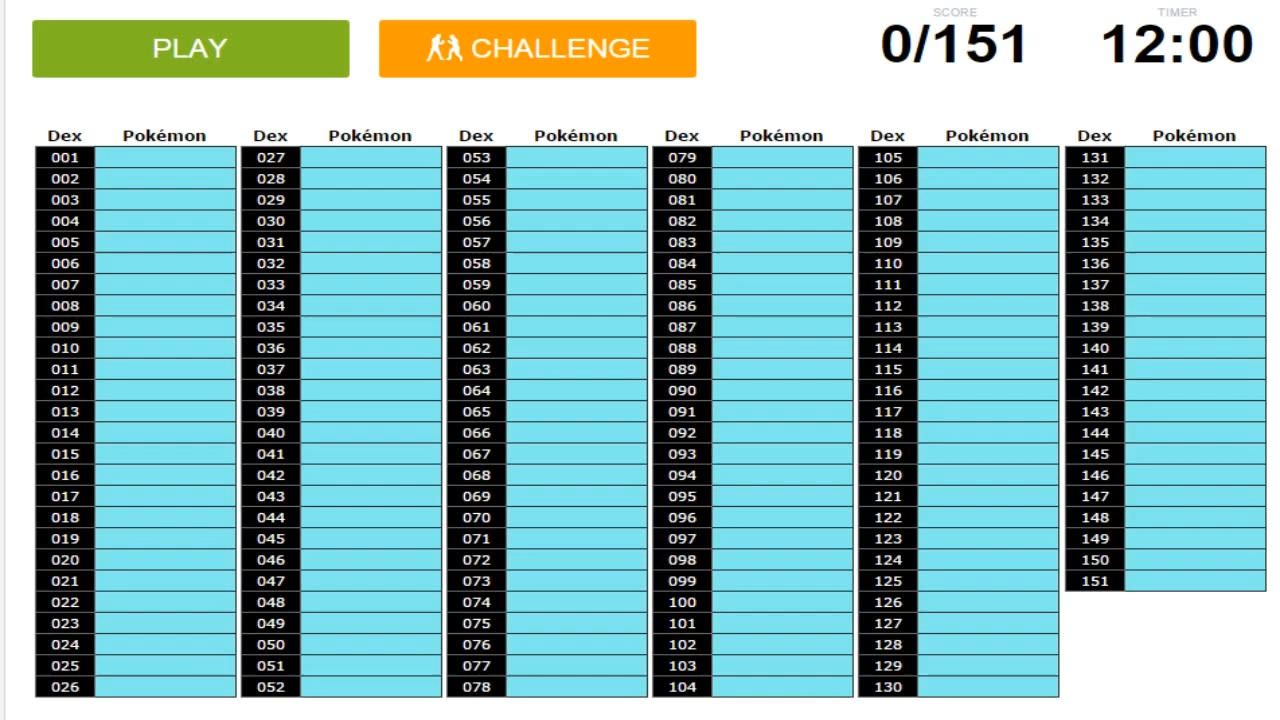 PLAY CHALLENGE SCORE TIMER
0/151 12:00
Dex Pokémon Dex Pokémon Dex Pokémon Dex Pokémon Dex Pokémon Dex Pokémon
001 027 053 079 105 131
002 028 054 080 106 132
003 029 055 081 107 133
004 030 056 082 108 134
005 031 057 083 109 135
006 032 058 084 110 136
007 033 059 085 111 137
008 034 060 086 112 138
009 035 061 087 113 139
010 036 062 088 114 140
011 037 063 089 115 141
012 038 064 090 116 142
013 039 065 091 117 143
014 040 066 092 118 144
015 041 067 093 119 145
016 042 068 094 120 146
017 043 069 095 121 147
018 044 070 096 122 148
019 045 071 097 123 149
020 046 072 098 124 150
021 047 073 099 125 151
022 048 074 100 126
023 049 075 101 127
024 050 076 102 128
025 051 077 103 129
026 052 078 104 130